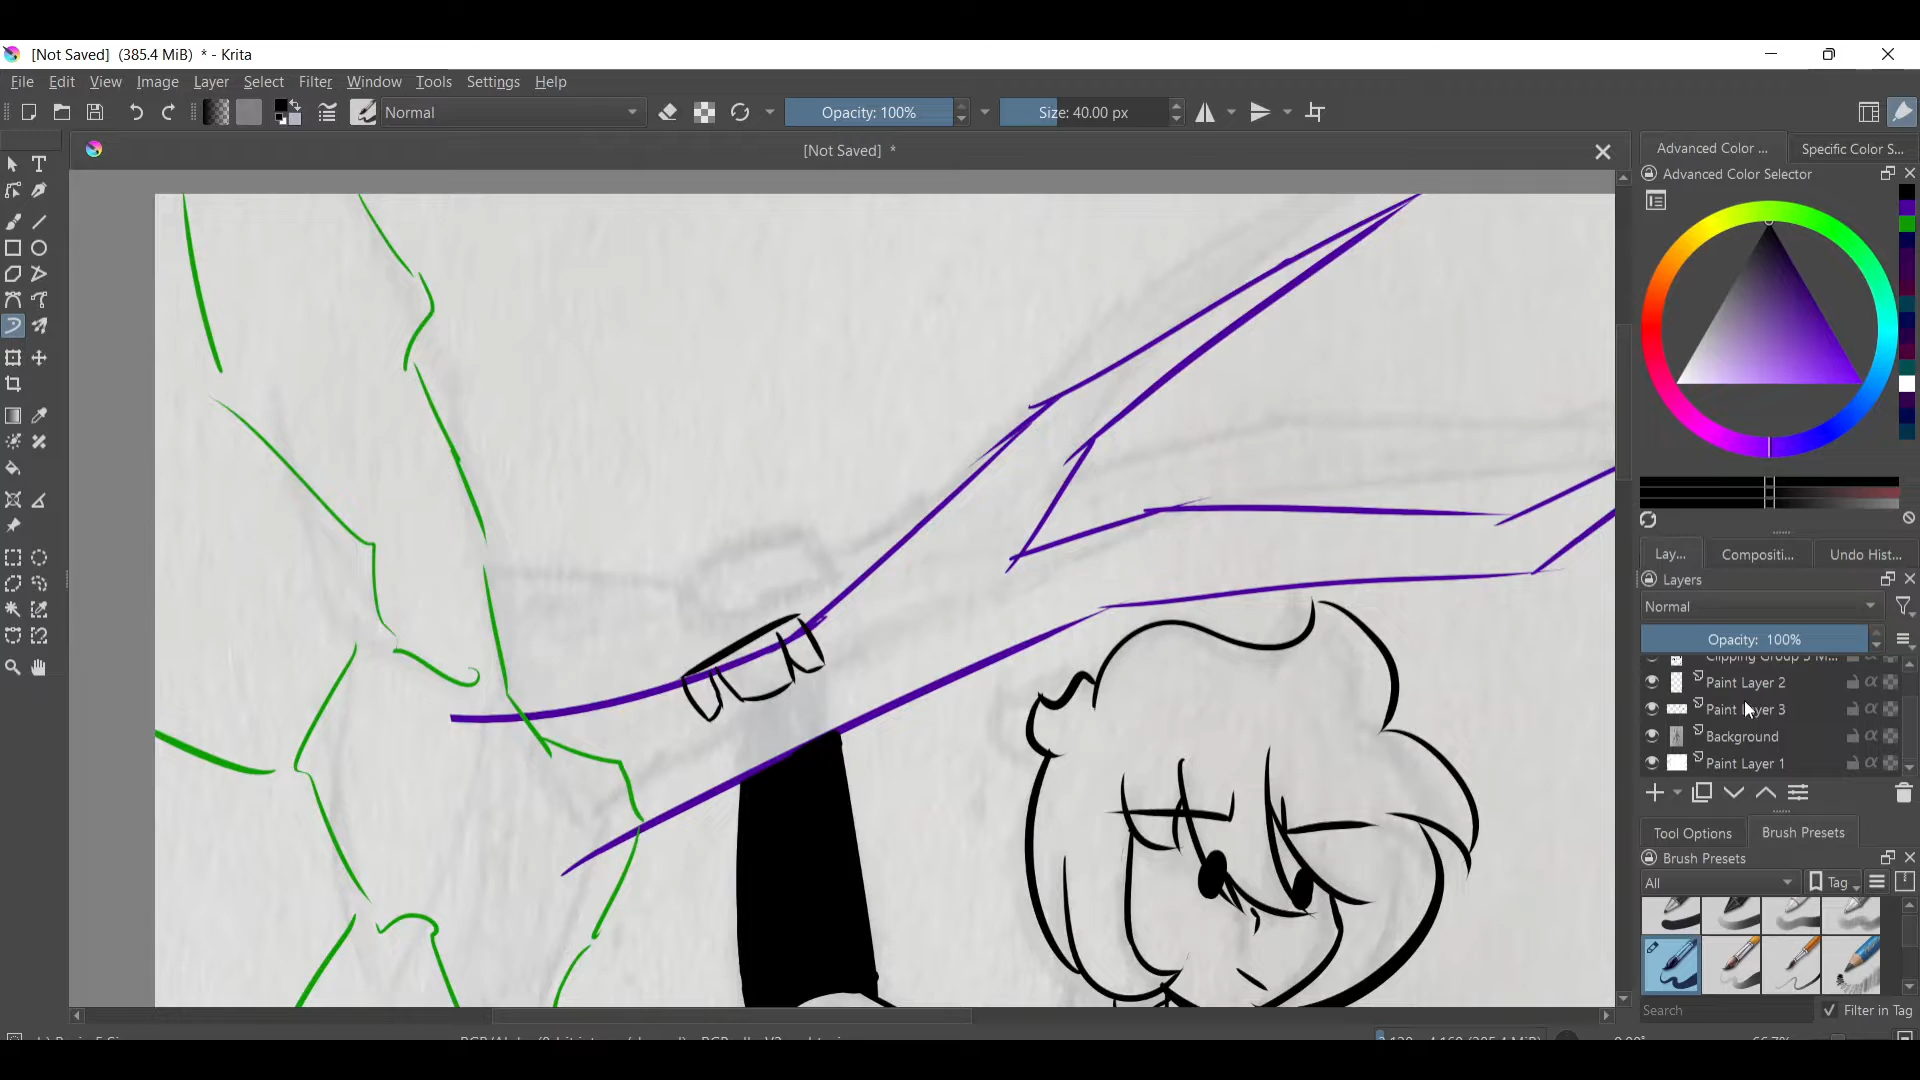 [Not Saved] (385.4 MiB) * - Krita
File Edit View Image Layer Select Filter Window Tools Settings Help
Normal
Opacity: 100%
Size: 40.00 px
[Not Saved] *
Advanced Color ...
Specific Color S...
Advanced Color Selector
T
Lay...
Compositi...
Undo Hist...
Layers
Normal
Opacity: 100%
Paint Layer 2
Paint Layer 3
Background
Paint Layer 1
Tool Options
Brush Presets
Brush Presets
All
Tag
Search
Filter in Tag